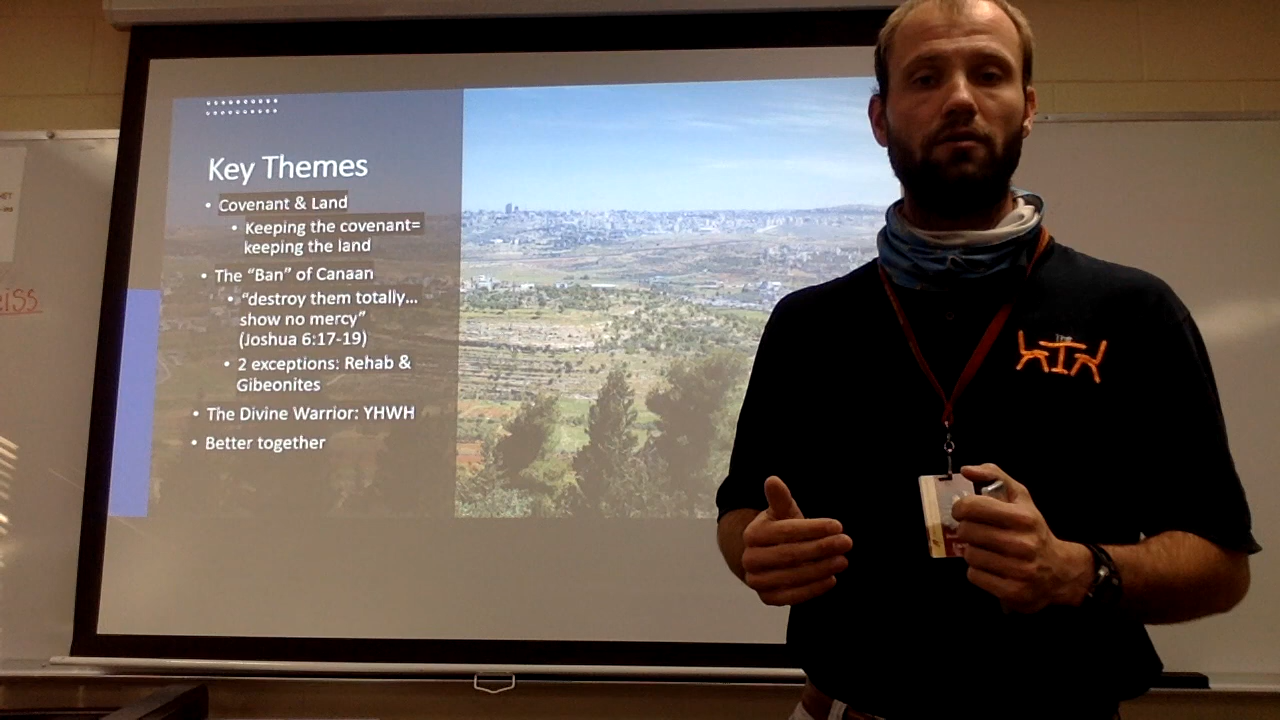 Key Themes
• Covenant & Land
• Keeping the covenant=
keeping the land
• The “Ban” of Canaan
• “destroy them totally...
show no mercy”
(Joshua 6:17-19)
• 2 exceptions: Rehab &
Gibeonites
• The Divine Warrior: YHWH
• Better together